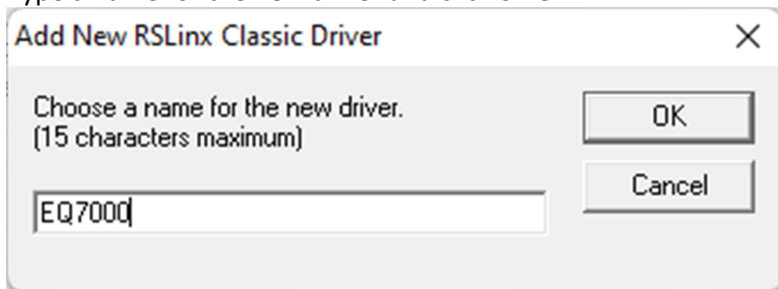 Add New RSLinx Classic Driver
Choose a name for the new driver.
(15 characters maximum)
OK
Cancel
EQ7000